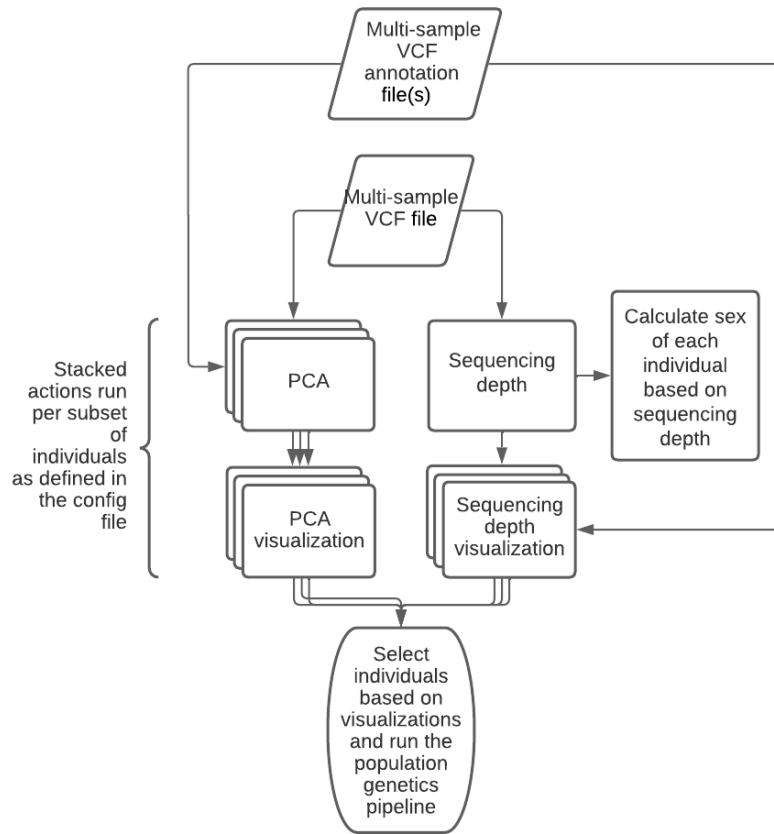 Multi-sample
VCF
annotation
file(s)
Multi-sample
VCF file
Stacked
actions run
per subset
of
individuals
as defined in
the config
file
PCA
Sequencing
depth
Calculate sex
of each
individual
based on
sequencing
depth
PCA
visualization
Sequencing
depth
visualization
Select
individuals
based on
visualizations
and run the
population
genetics
pipeline